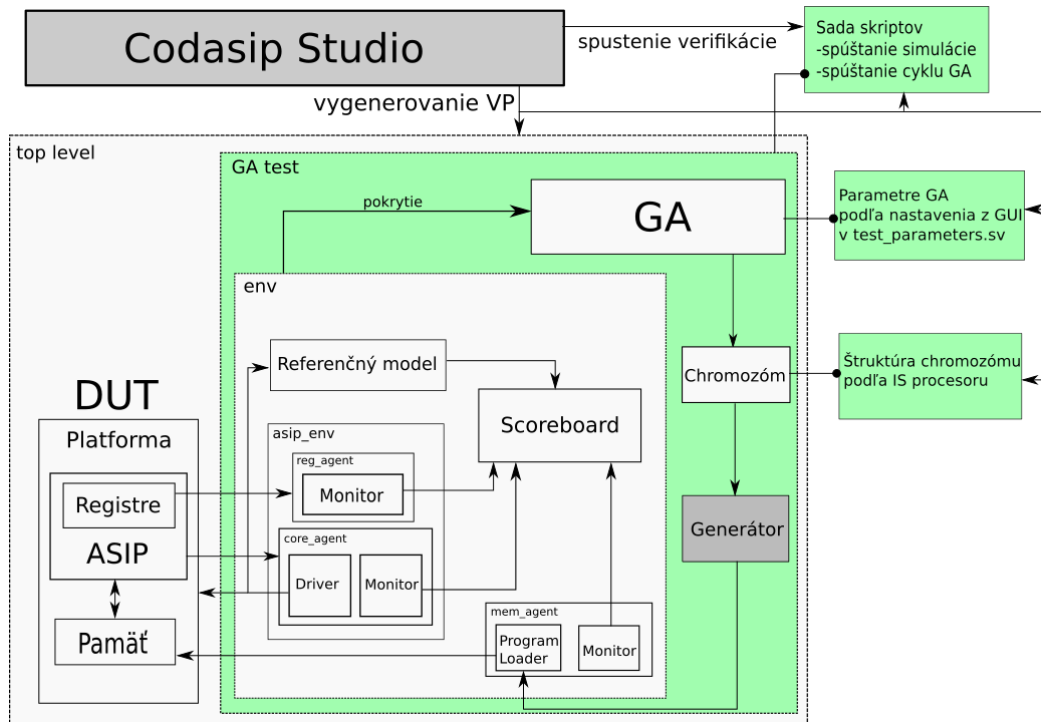 Codasip Studio
spustenie verifikácie
Sada skriptov
-spúštanie simulácie
-spúštanie cyklu GA
vygenerovanie VP
top level
GA test
pokrytie
GA
Parametre GA
podľa nastavenia z GUI
v test_parameters.sv
env
Referenčný model
Chromozóm
Štruktúra chromozómu
podľa IS procesoru
DUT
Platforma
Scoreboard
asip_env
reg_agent
Monitor
Registre
ASIP
core_agent
Driver
Monitor
Generátor
Pamäť
mem_agent
Program
Loader
Monitor